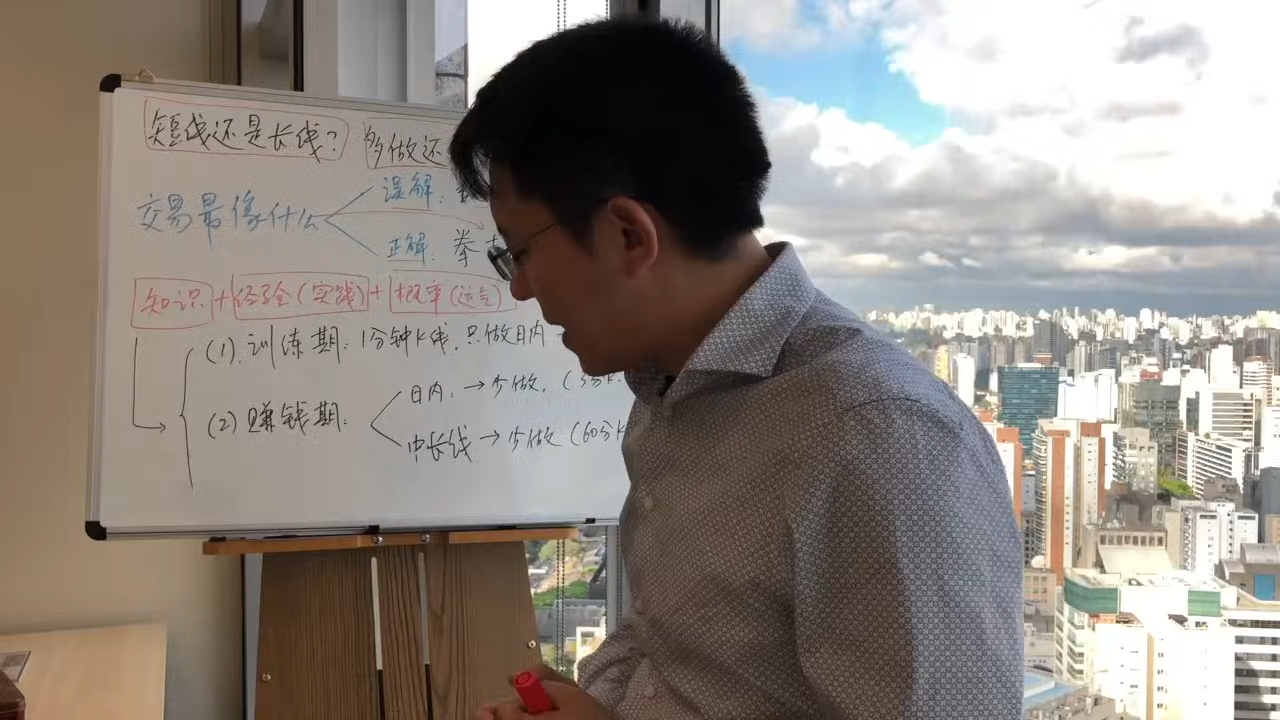 短线还是长线? 多做还
交易最像什么
误解:
正解: 拳
知识+经验(实践)+概率(运气)
(1). 训练期: 1分钟K线. 只做日内
(2) 赚钱期:
日内: → 少做. (3分K
中长线 → 少做 (60分K